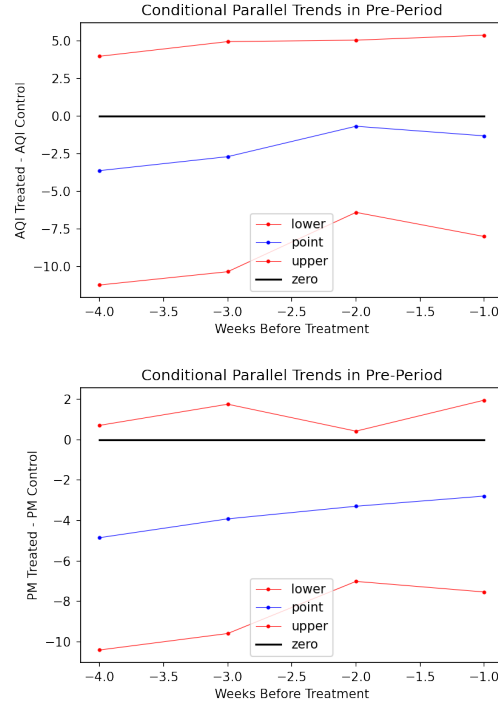 Conditional Parallel Trends in Pre-Period
5.0
2.5
0.0
−2.5
−5.0
−7.5
−10.0
AQI Treated - AQI Control
lower
point
upper
zero
−4.0 −3.5 −3.0 −2.5 −2.0 −1.5 −1.0
Weeks Before Treatment
Conditional Parallel Trends in Pre-Period
2
0
−2
−4
−6
−8
−10
PM Treated - PM Control
lower
point
upper
zero
−4.0 −3.5 −3.0 −2.5 −2.0 −1.5 −1.0
Weeks Before Treatment